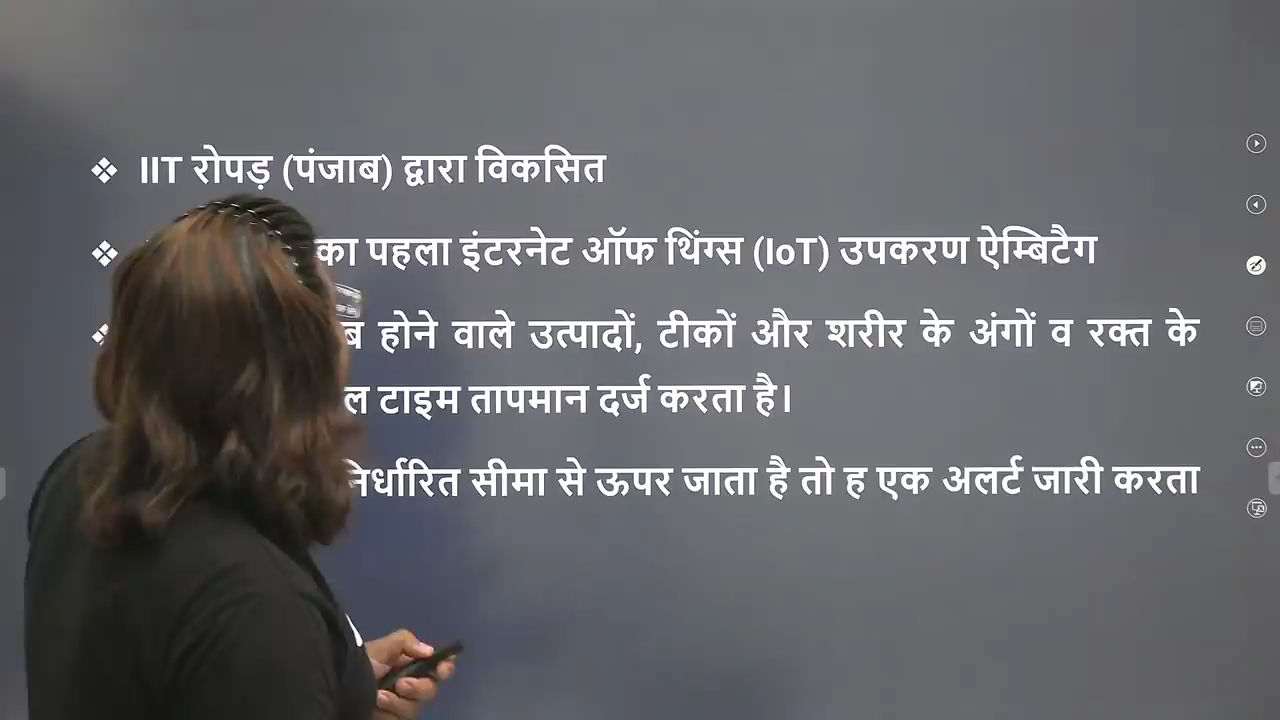 ❖ IIT रोपड़ (पंजाब) द्वारा विकसित
❖ का पहला इंटरनेट ऑफ थिंग्स (IoT) उपकरण ऐम्बिटैग
होने वाले उत्पादों, टीकों और शरीर के अंगों व रक्त के
टाइम तापमान दर्ज करता है।
निर्धारित सीमा से ऊपर जाता है तो ह एक अलर्ट जारी करता